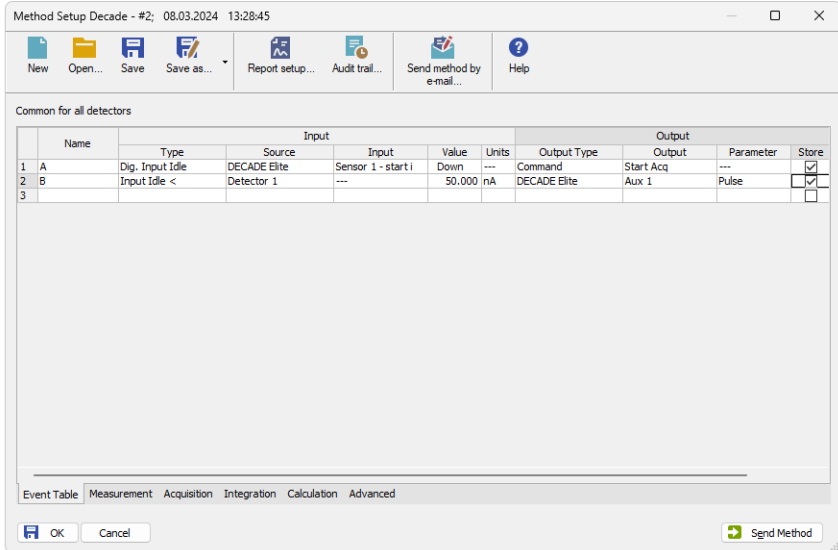 Method Setup Decade - #2;   08.03.2024   13:28:45
New Open... Save Save as... Report setup... Audit trail... Send method by e-mail... Help
Common for all detectors
Name Input Output
Type Source Input Value Units Output Type Output Parameter Store
1 A Dig. Input Idle DECADE Elite Sensor 1 - start i Down --- Command Start Acq ---
2 B Input Idle < Detector 1 --- 50.000 nA DECADE Elite Aux 1 Pulse
3
Event Table Measurement Acquisition Integration Calculation Advanced
OK Cancel Send Method